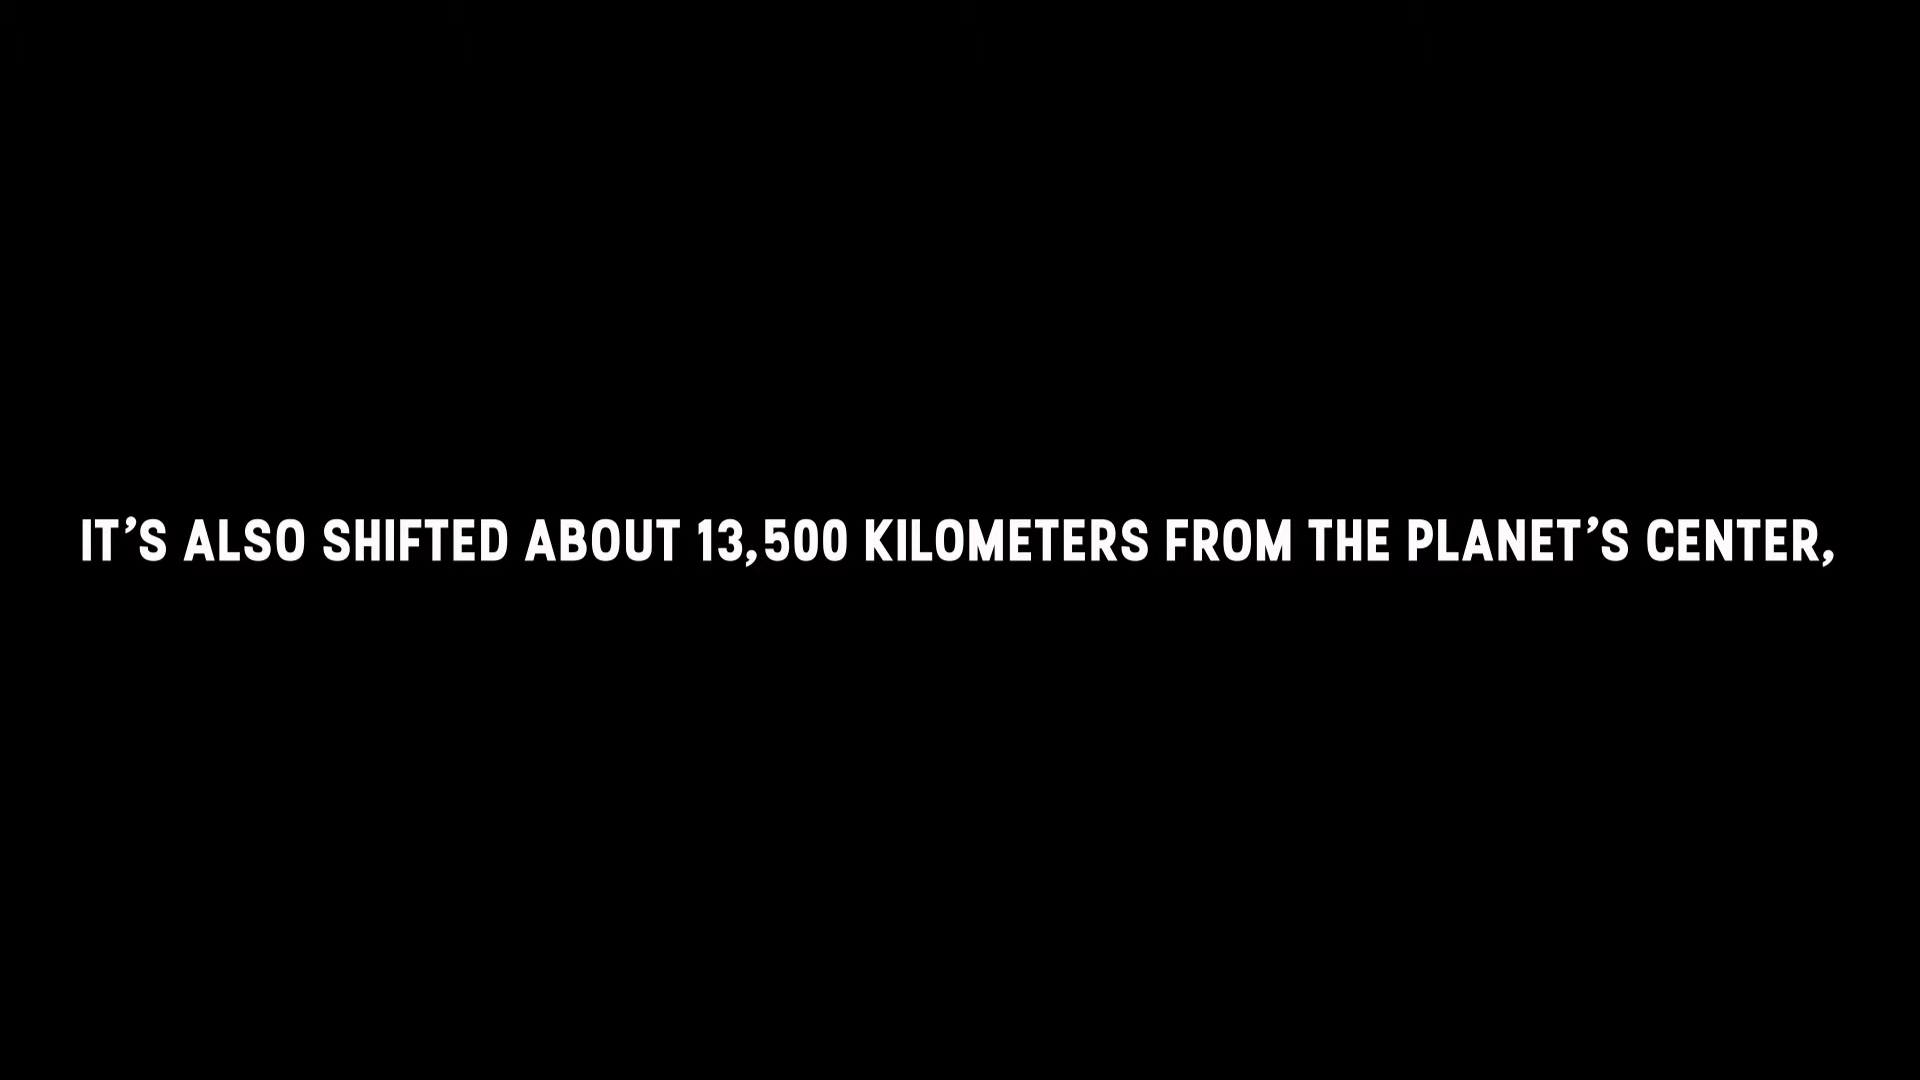 IT’S ALSO SHIFTED ABOUT 13,500 KILOMETERS FROM THE PLANET’S CENTER,